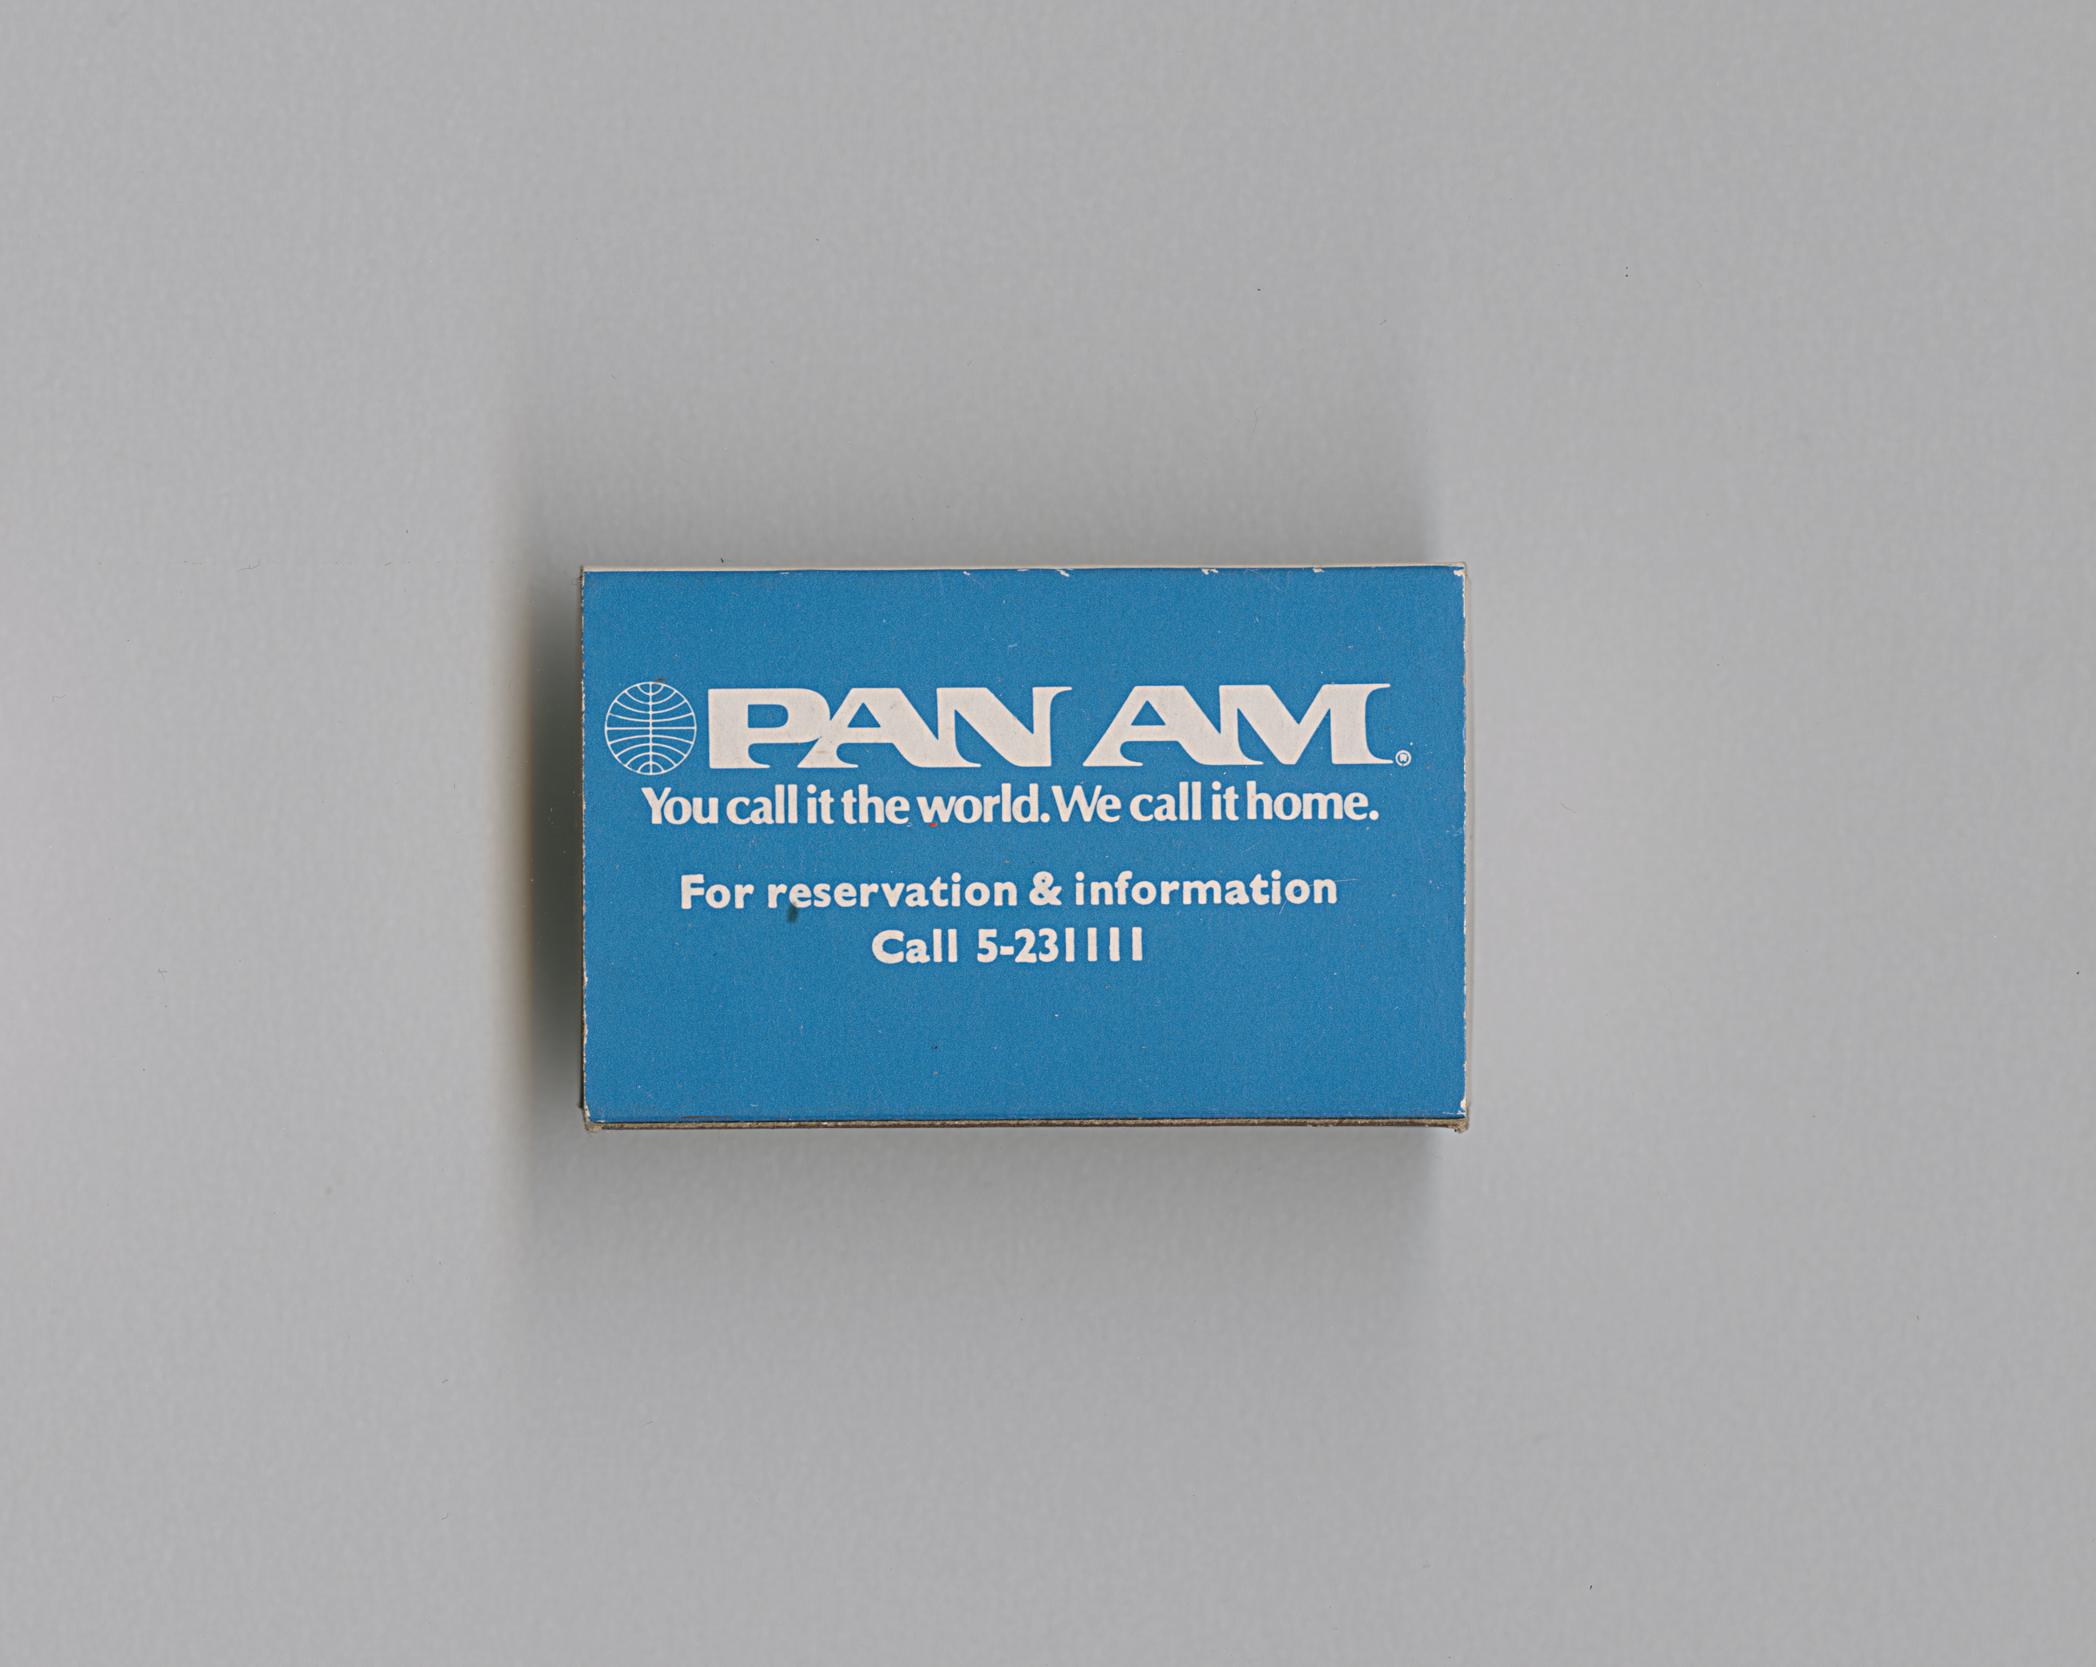 PAN AM®
You call it the world. We call it home.
For reservation & information
Call 5-231111